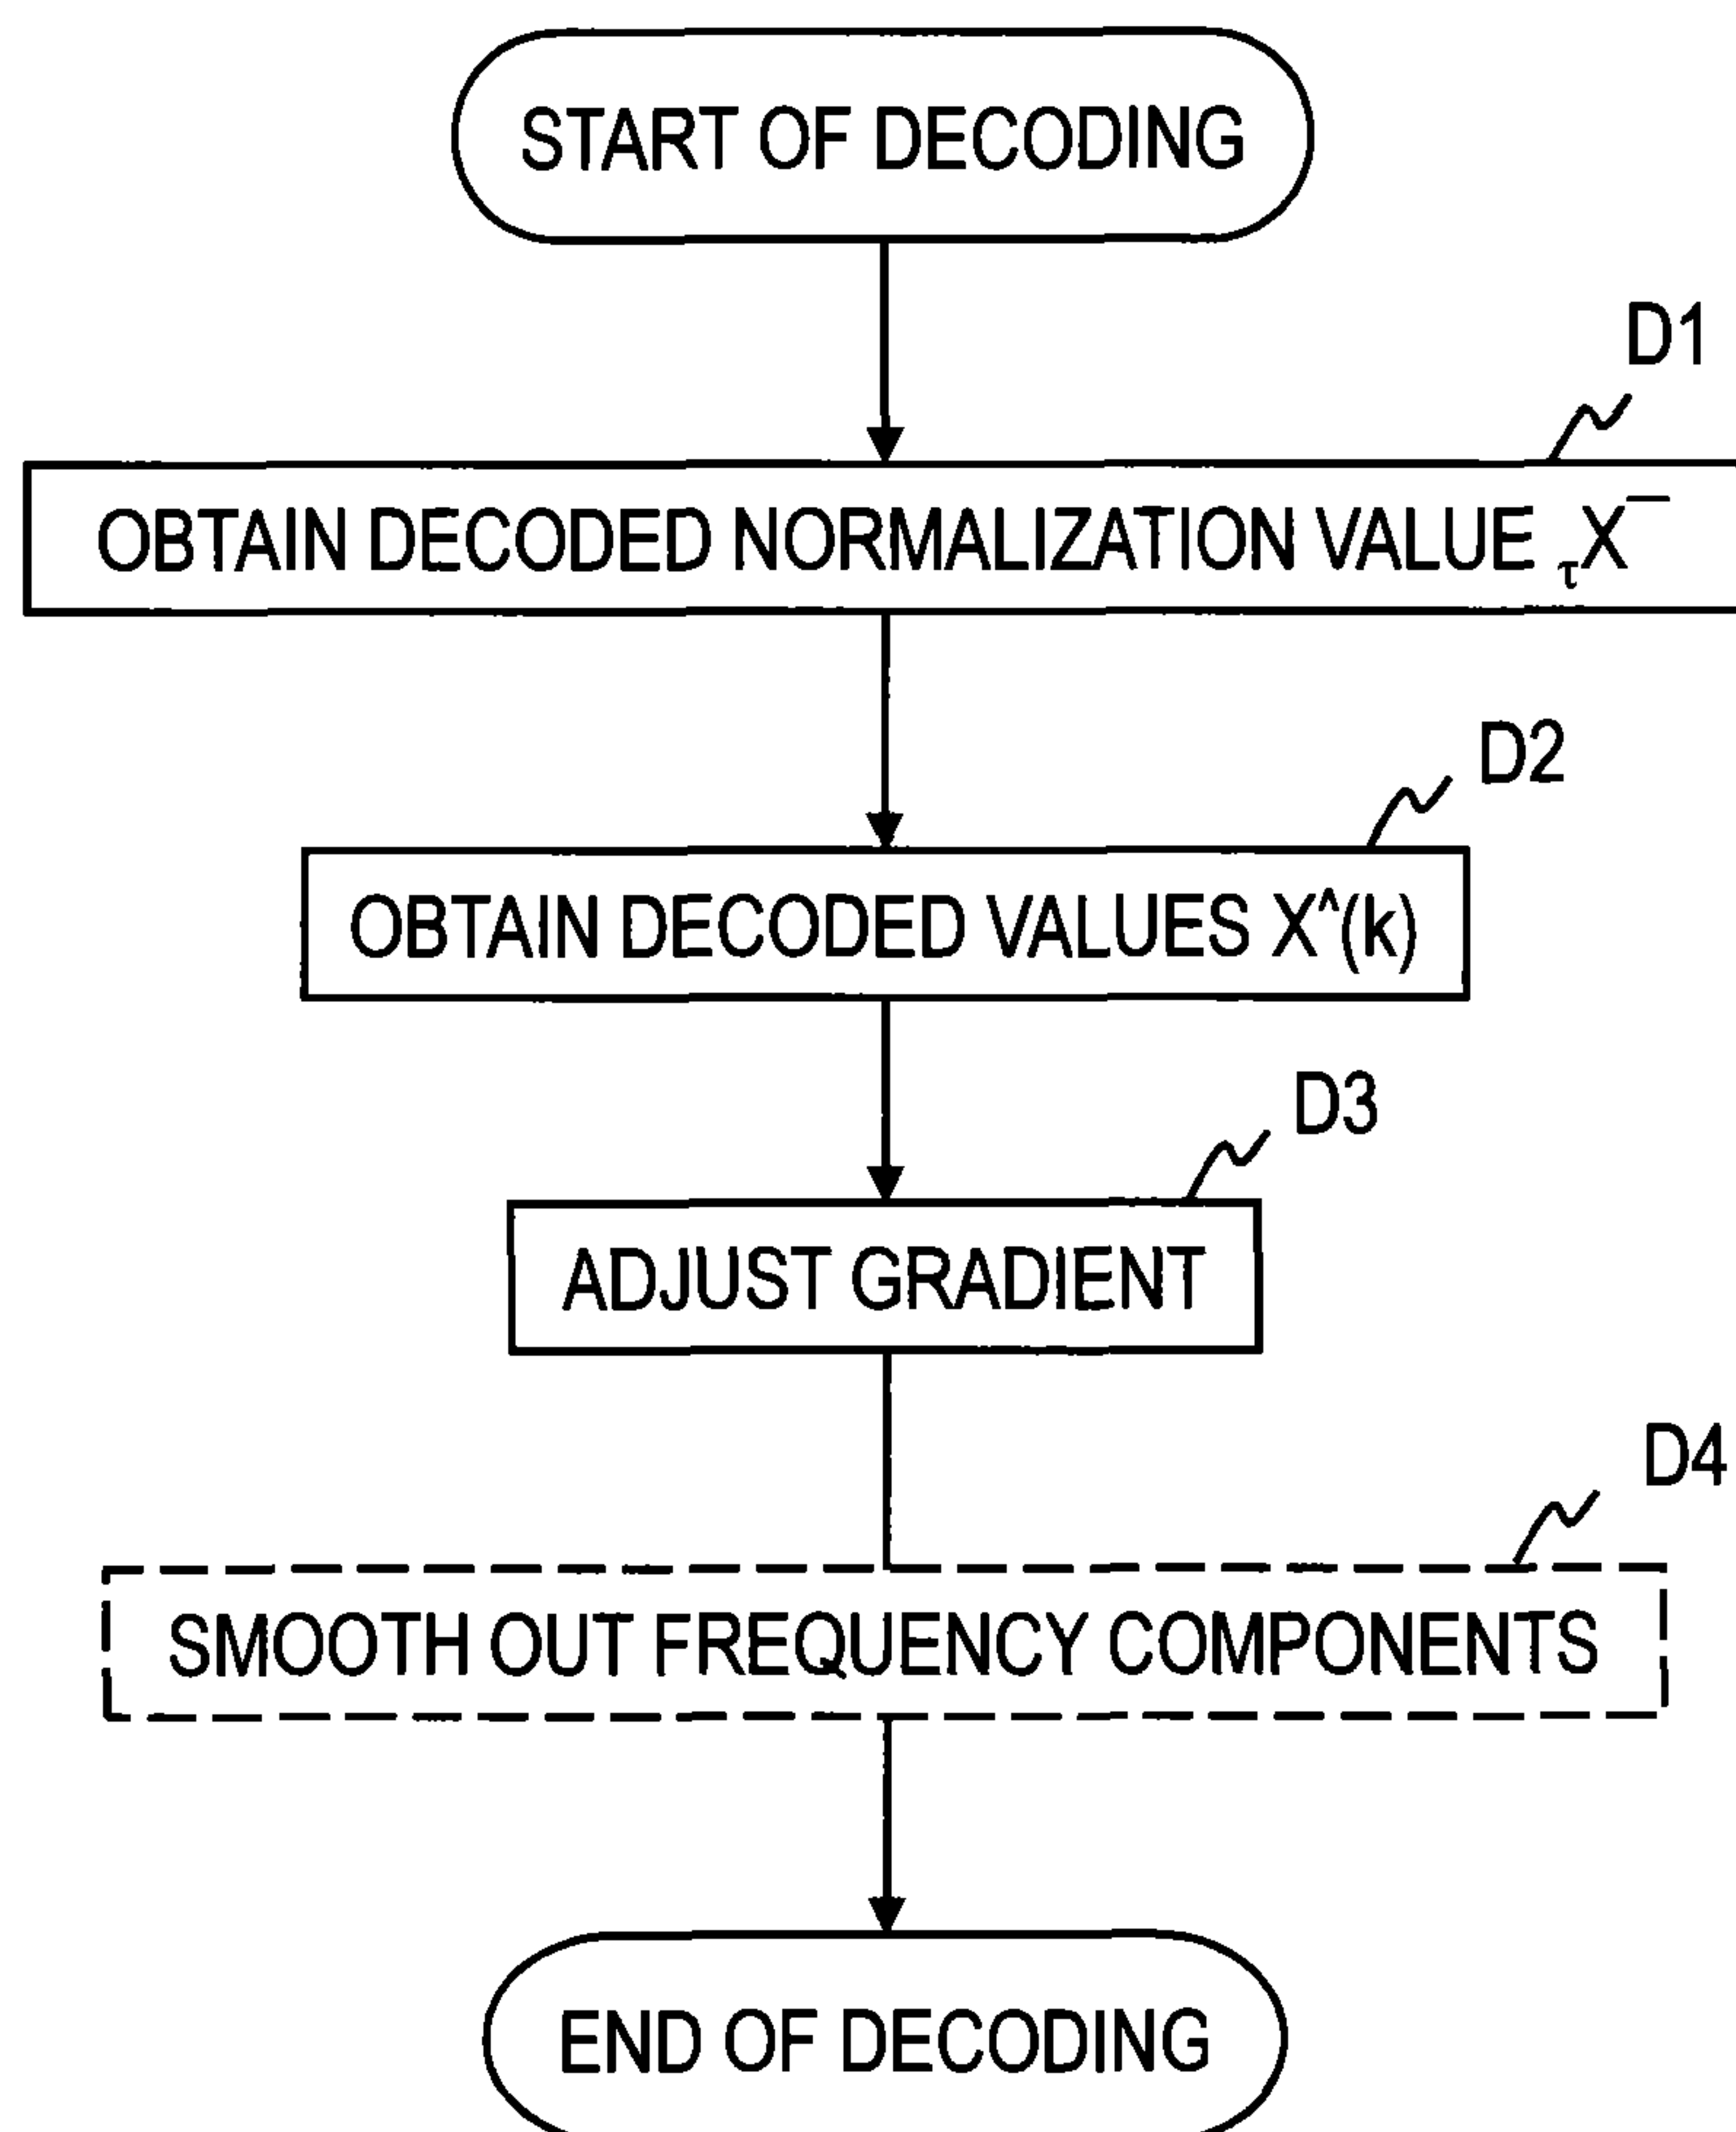 START OF DECODING
D1
OBTAIN DECODED NORMALIZATION VALUE τX¯
D2
OBTAIN DECODED VALUES X^(k)
D3
ADJUST GRADIENT
D4
SMOOTH OUT FREQUENCY COMPONENTS
END OF DECODING